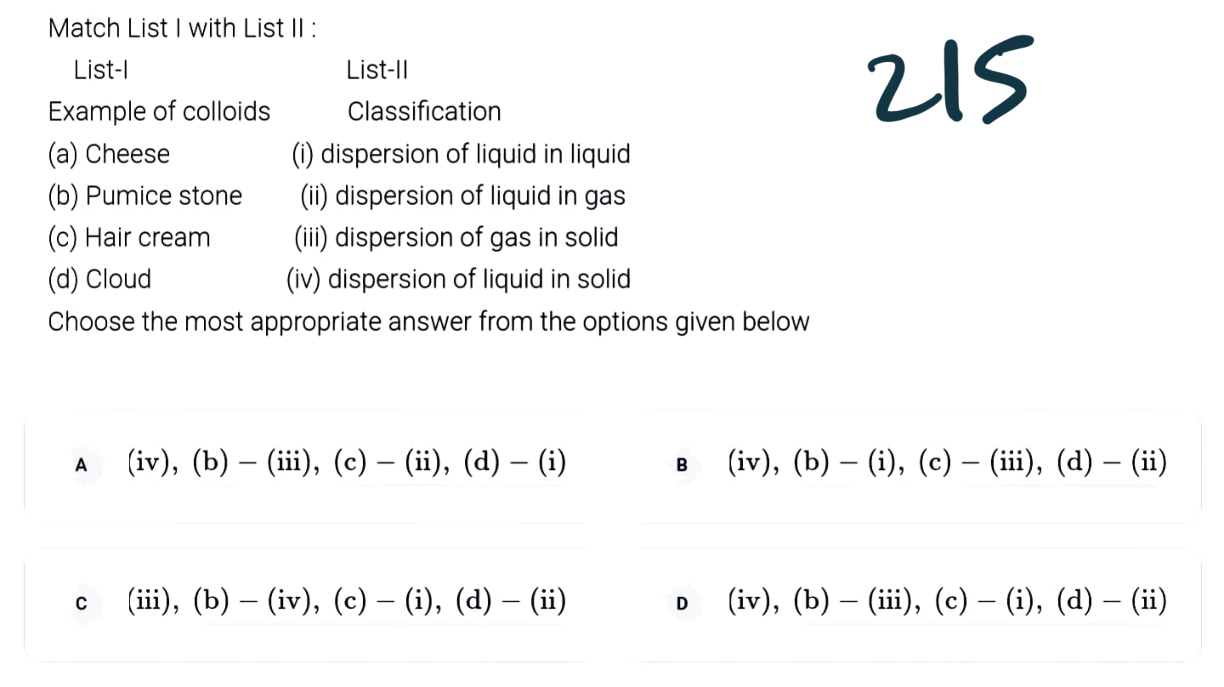 Match List I with List II :
215
List-I List-II
Example of colloids Classification
(a) Cheese (i) dispersion of liquid in liquid
(b) Pumice stone (ii) dispersion of liquid in gas
(c) Hair cream (iii) dispersion of gas in solid
(d) Cloud (iv) dispersion of liquid in solid
Choose the most appropriate answer from the options given below
A (iv), (b) – (iii), (c) – (ii), (d) – (i)
B (iv), (b) – (i), (c) – (iii), (d) – (ii)
C (iii), (b) – (iv), (c) – (i), (d) – (ii)
D (iv), (b) – (iii), (c) – (i), (d) – (ii)